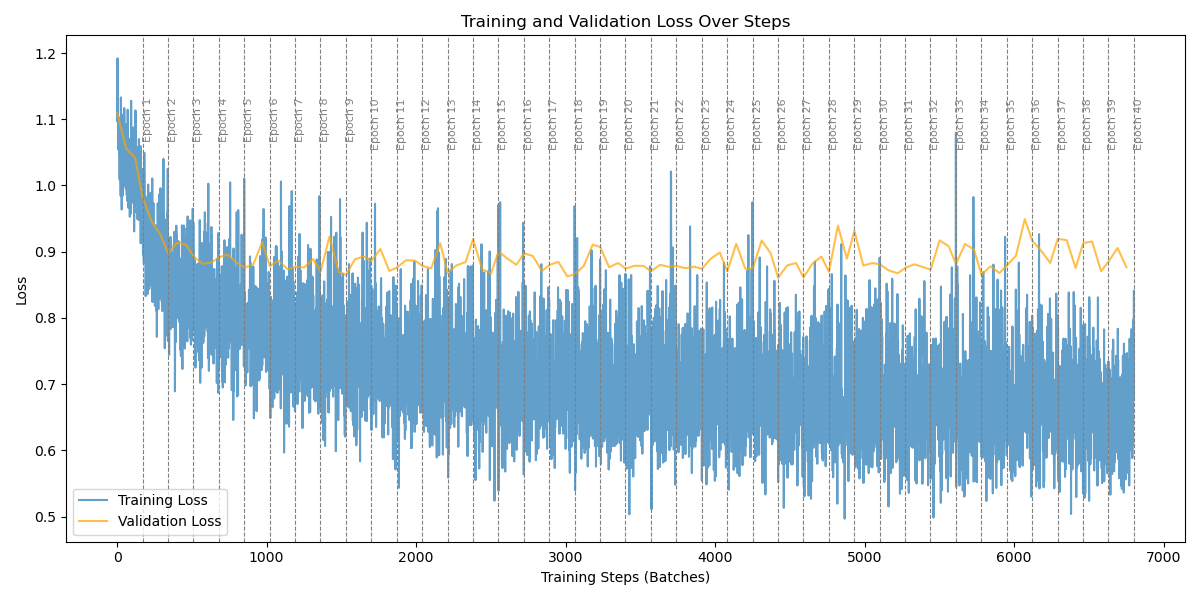 Training and Validation Loss Over Steps
Loss
1.2
1.1
1.0
0.9
0.8
0.7
0.6
0.5
Epoch 1
Epoch 2
Epoch 3
Epoch 4
Epoch 5
Epoch 6
Epoch 7
Epoch 8
Epoch 9
Epoch 10
Epoch 11
Epoch 12
Epoch 13
Epoch 14
Epoch 15
Epoch 16
Epoch 17
Epoch 18
Epoch 19
Epoch 20
Epoch 21
Epoch 22
Epoch 23
Epoch 24
Epoch 25
Epoch 26
Epoch 27
Epoch 28
Epoch 29
Epoch 30
Epoch 31
Epoch 32
Epoch 33
Epoch 34
Epoch 35
Epoch 36
Epoch 37
Epoch 38
Epoch 39
Epoch 40
Training Loss
Validation Loss
0 1000 2000 3000 4000 5000 6000 7000
Training Steps (Batches)